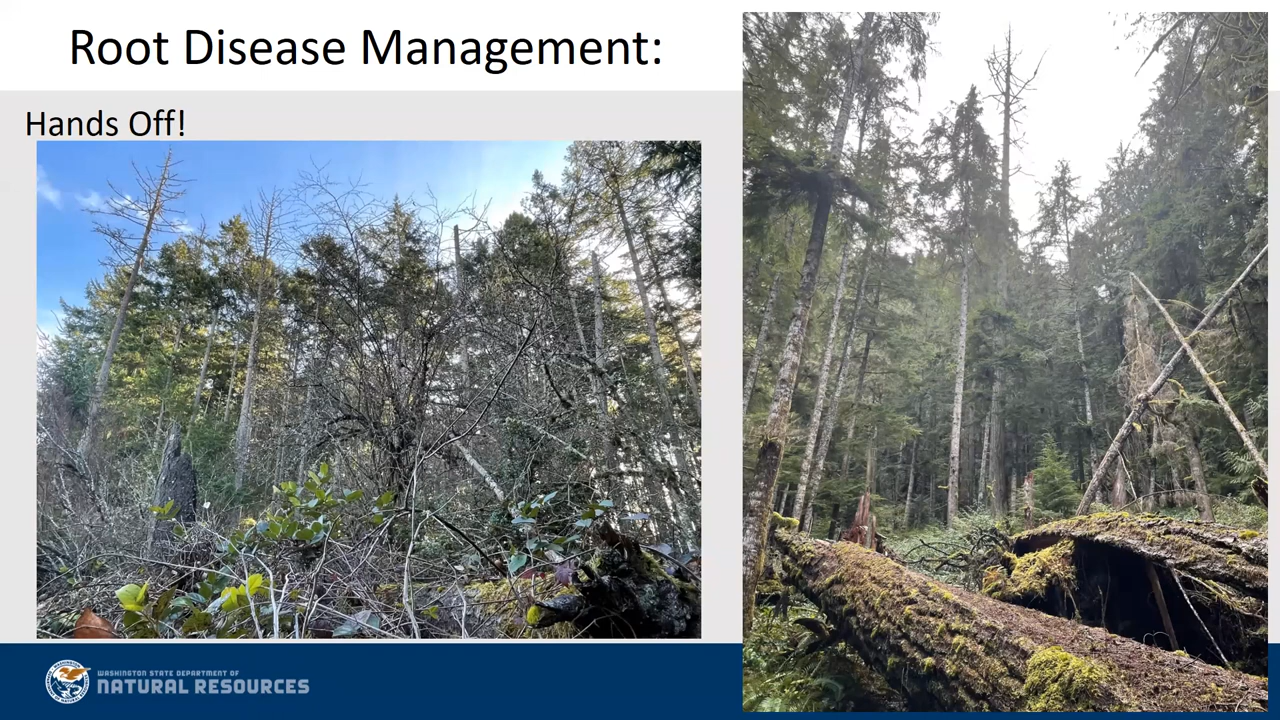 Root Disease Management:
Hands Off!
WASHINGTON STATE DEPARTMENT OF
NATURAL RESOURCES